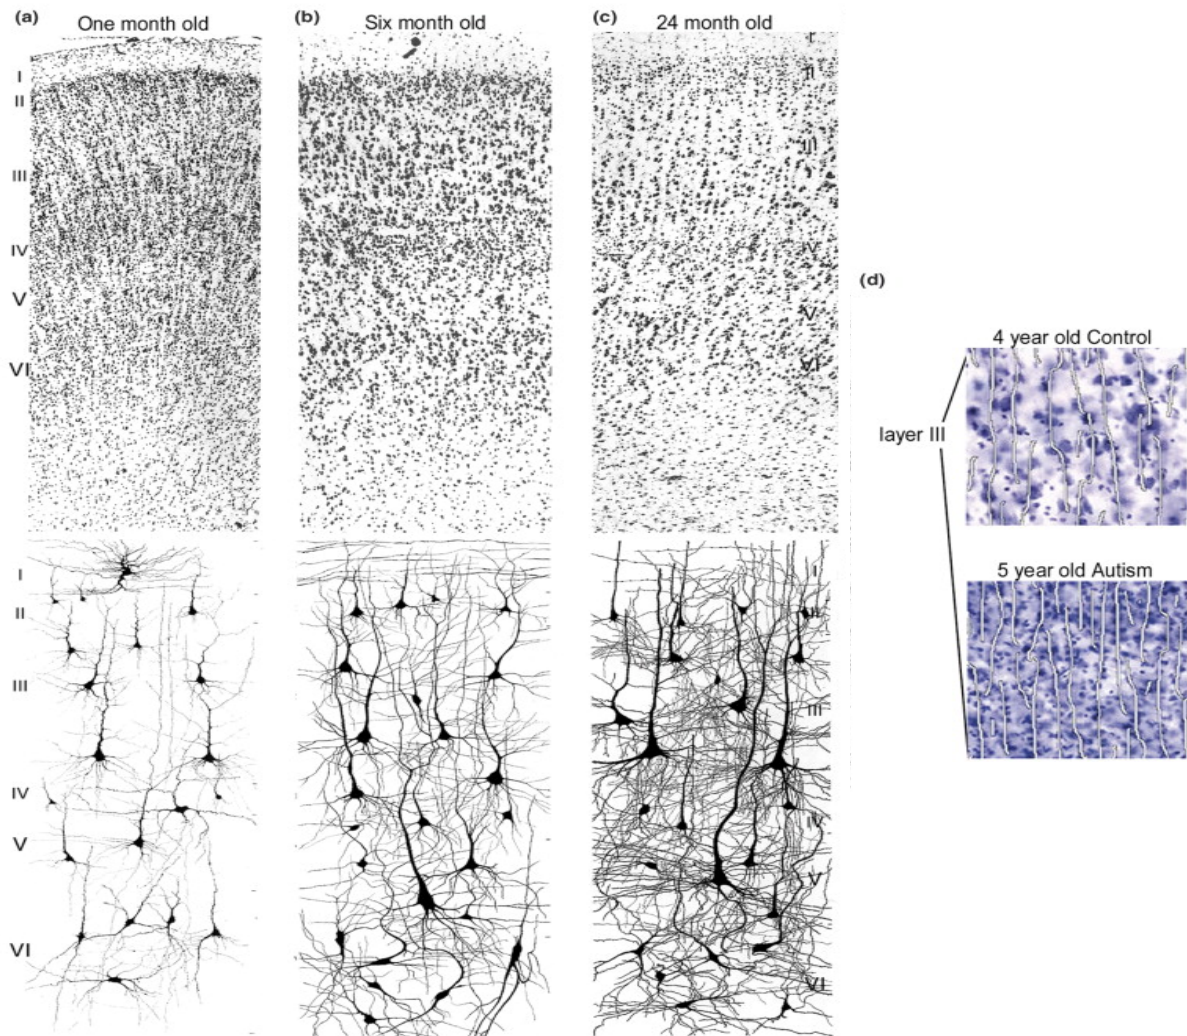 (a)
One month old
I
II
III
IV
V
VI
I
II
III
IV
V
VI
(b)
Six month old
(c)
24 month old
I
II
III
IV
V
VI
I
II
III
IV
V
VI
(d)
4 year old Control
layer III
5 year old Autism